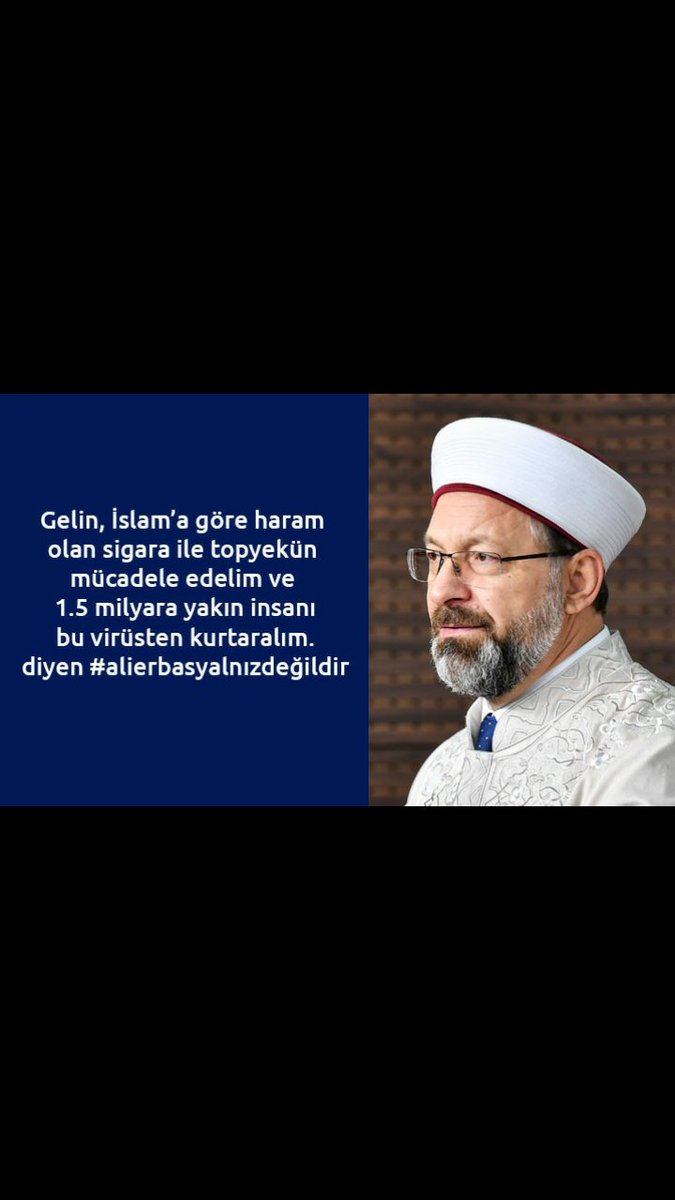 Gelin, İslam’a göre haram
olan sigara ile topyekün
mücadele edelim ve
1.5 milyara yakın insanı
bu virüsten kurtaralım.
diyen #alierbasyalnızdeğildir